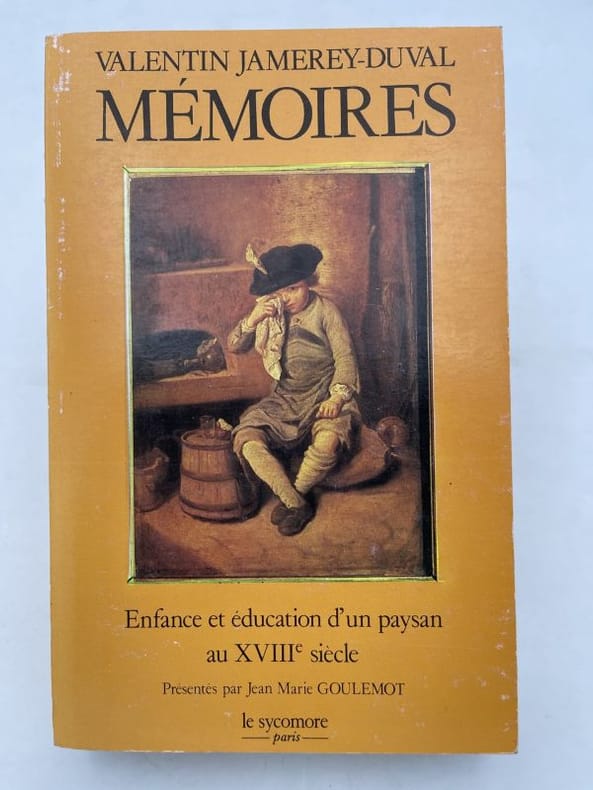 VALENTIN JAMEREY-DUVAL
MÉMOIRES
Enfance et éducation d'un paysan
au XVIIIe siècle
Présentés par Jean Marie GOULEMOT
le sycomore
paris